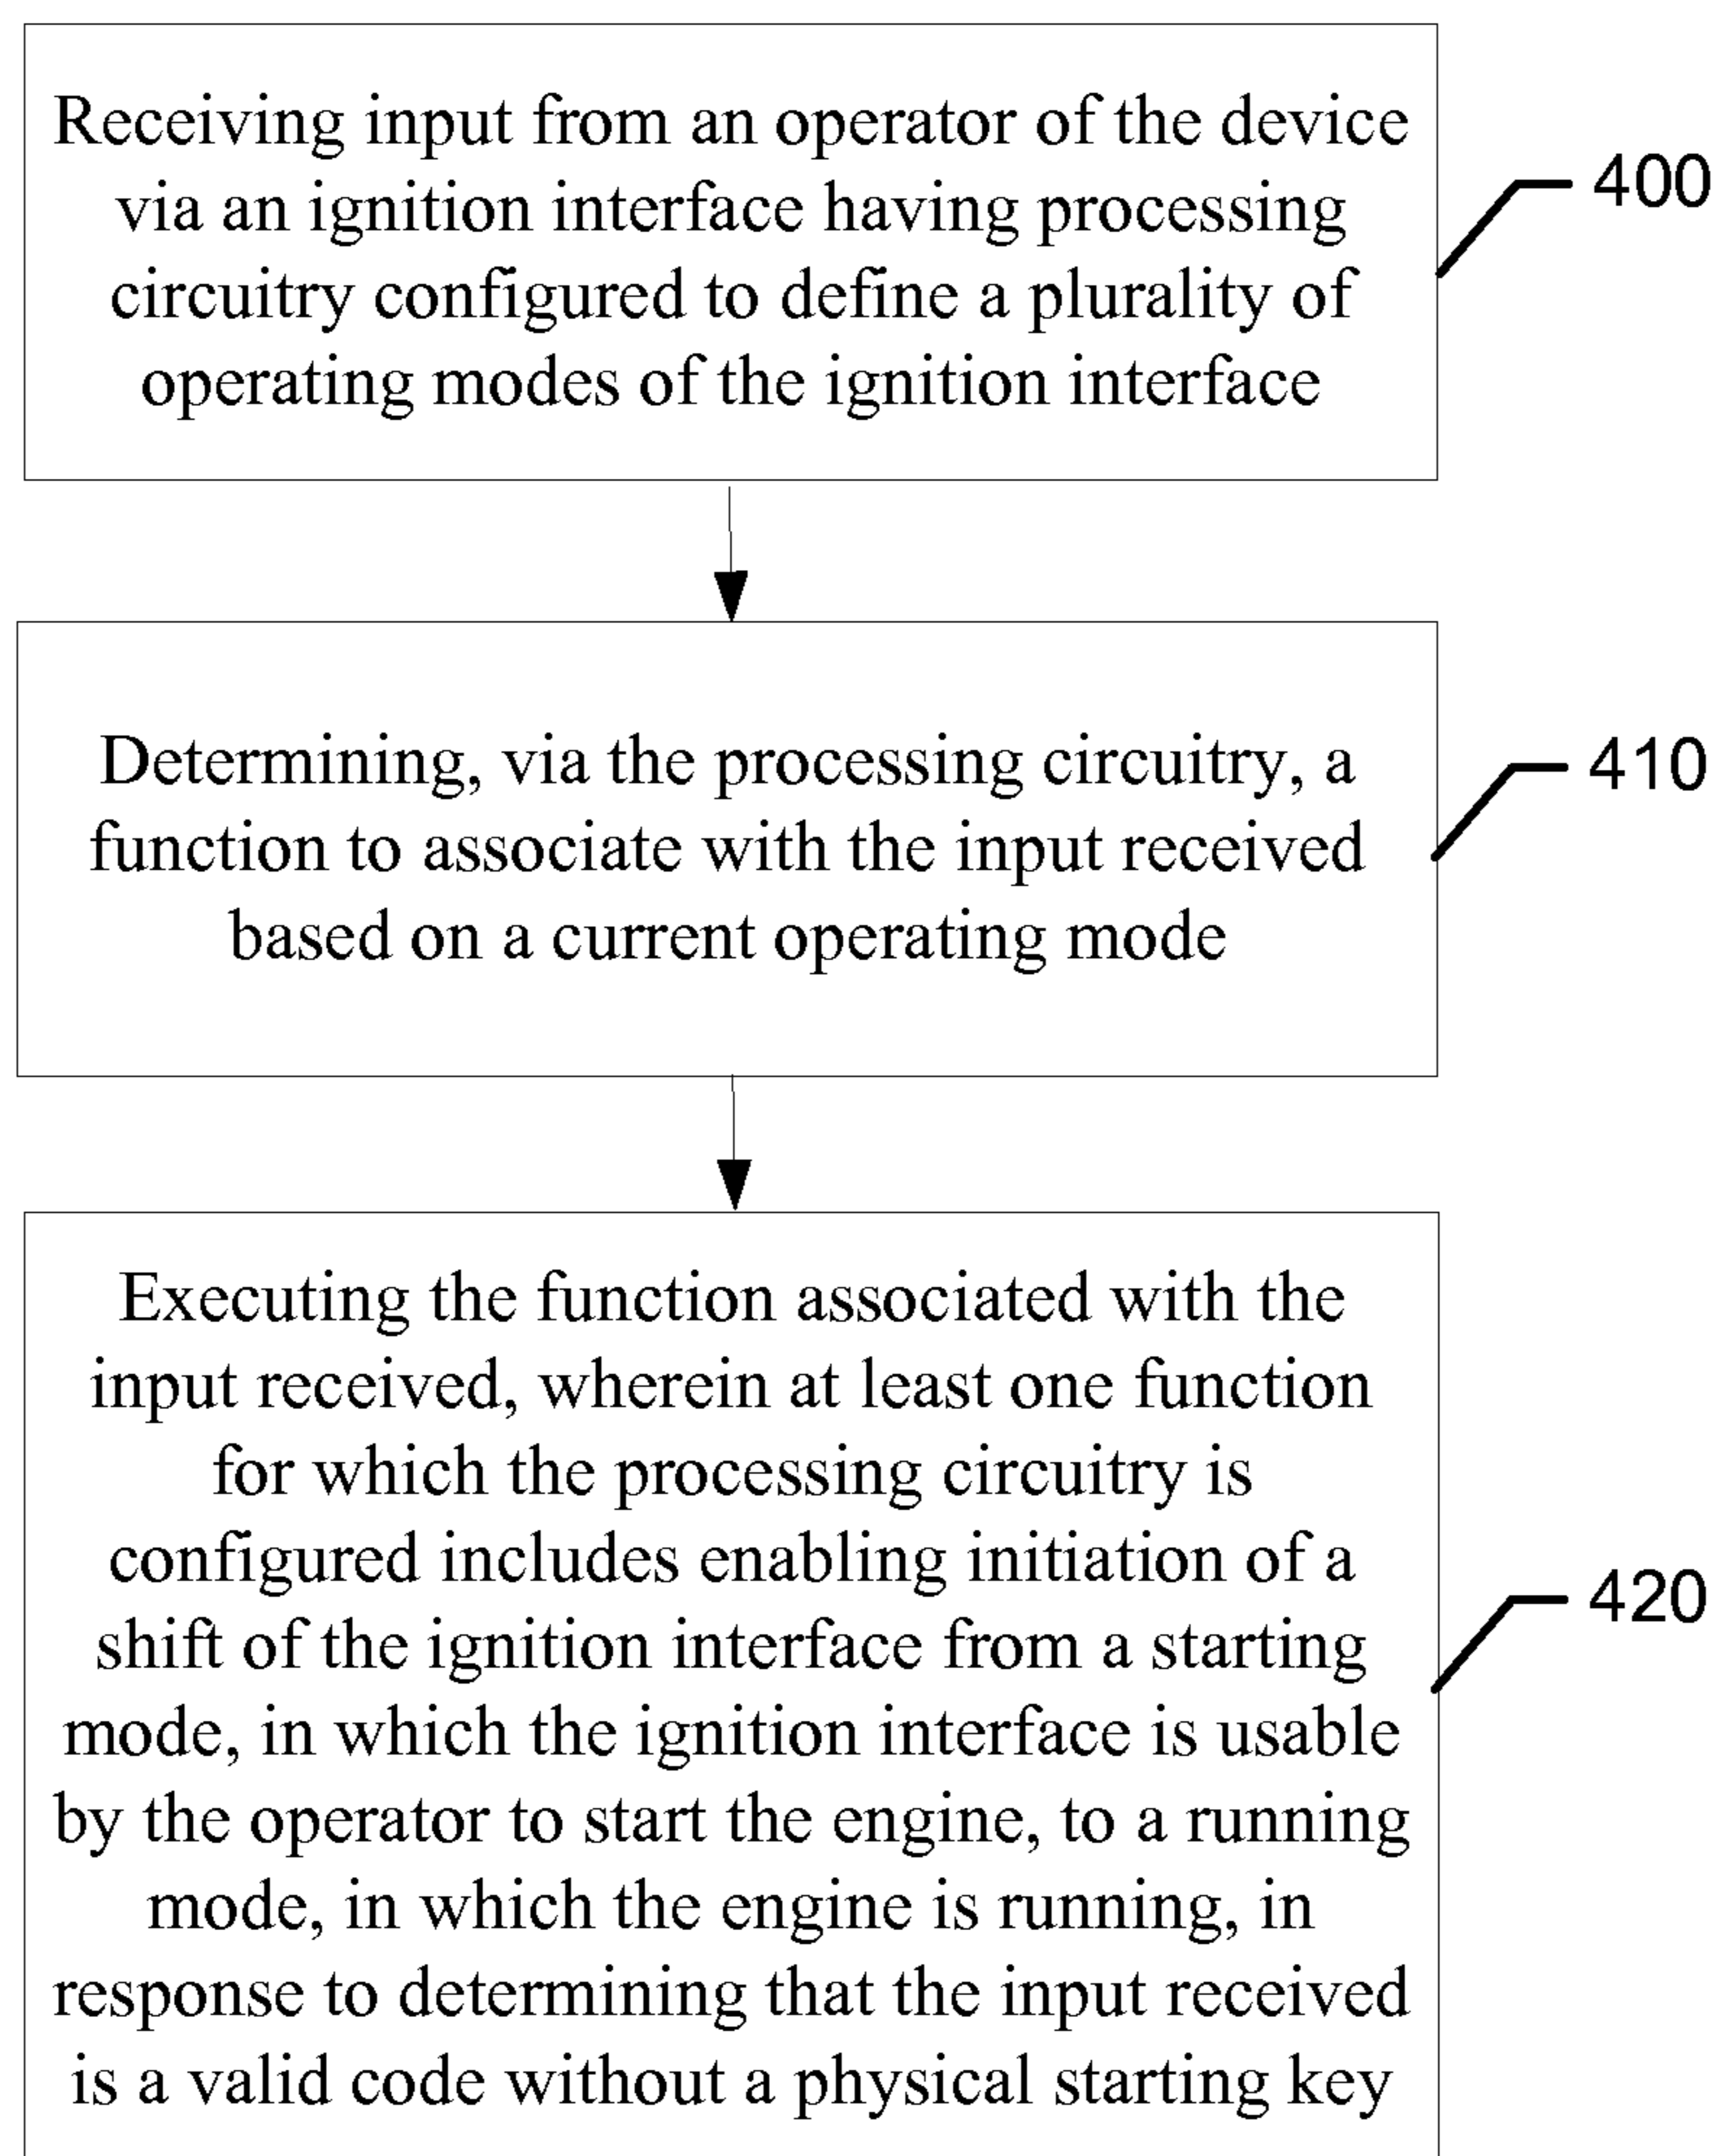 Receiving input from an operator of the device
via an ignition interface having processing
circuitry configured to define a plurality of
operating modes of the ignition interface
400
Determining, via the processing circuitry, a
function to associate with the input received
based on a current operating mode
410
Executing the function associated with the
input received, wherein at least one function
for which the processing circuitry is
configured includes enabling initiation of a
shift of the ignition interface from a starting
mode, in which the ignition interface is usable
by the operator to start the engine, to a running
mode, in which the engine is running, in
response to determining that the input received
is a valid code without a physical starting key
420